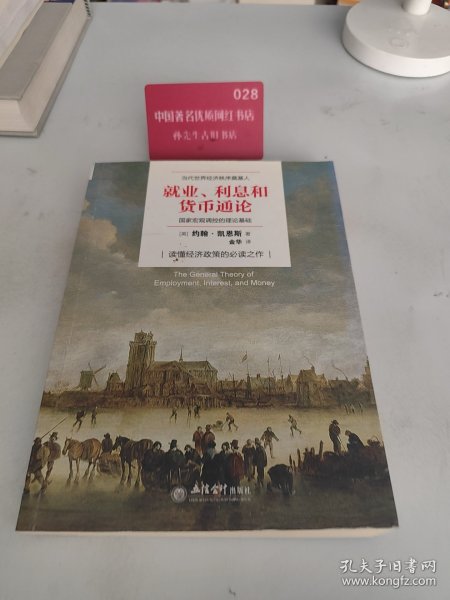 028
中国著名优质网红书店
孙先生古旧书店
当代世界经济秩序奠基人
就业、利息和
货币通论
国家宏观调控的理论基础
[英] 约翰·凯恩斯 著
金华 译
读懂经济政策的必读之作
The General Theory of
Employment, Interest, and Money
立信会计出版社
孔夫子旧书网
www.kongfz.com